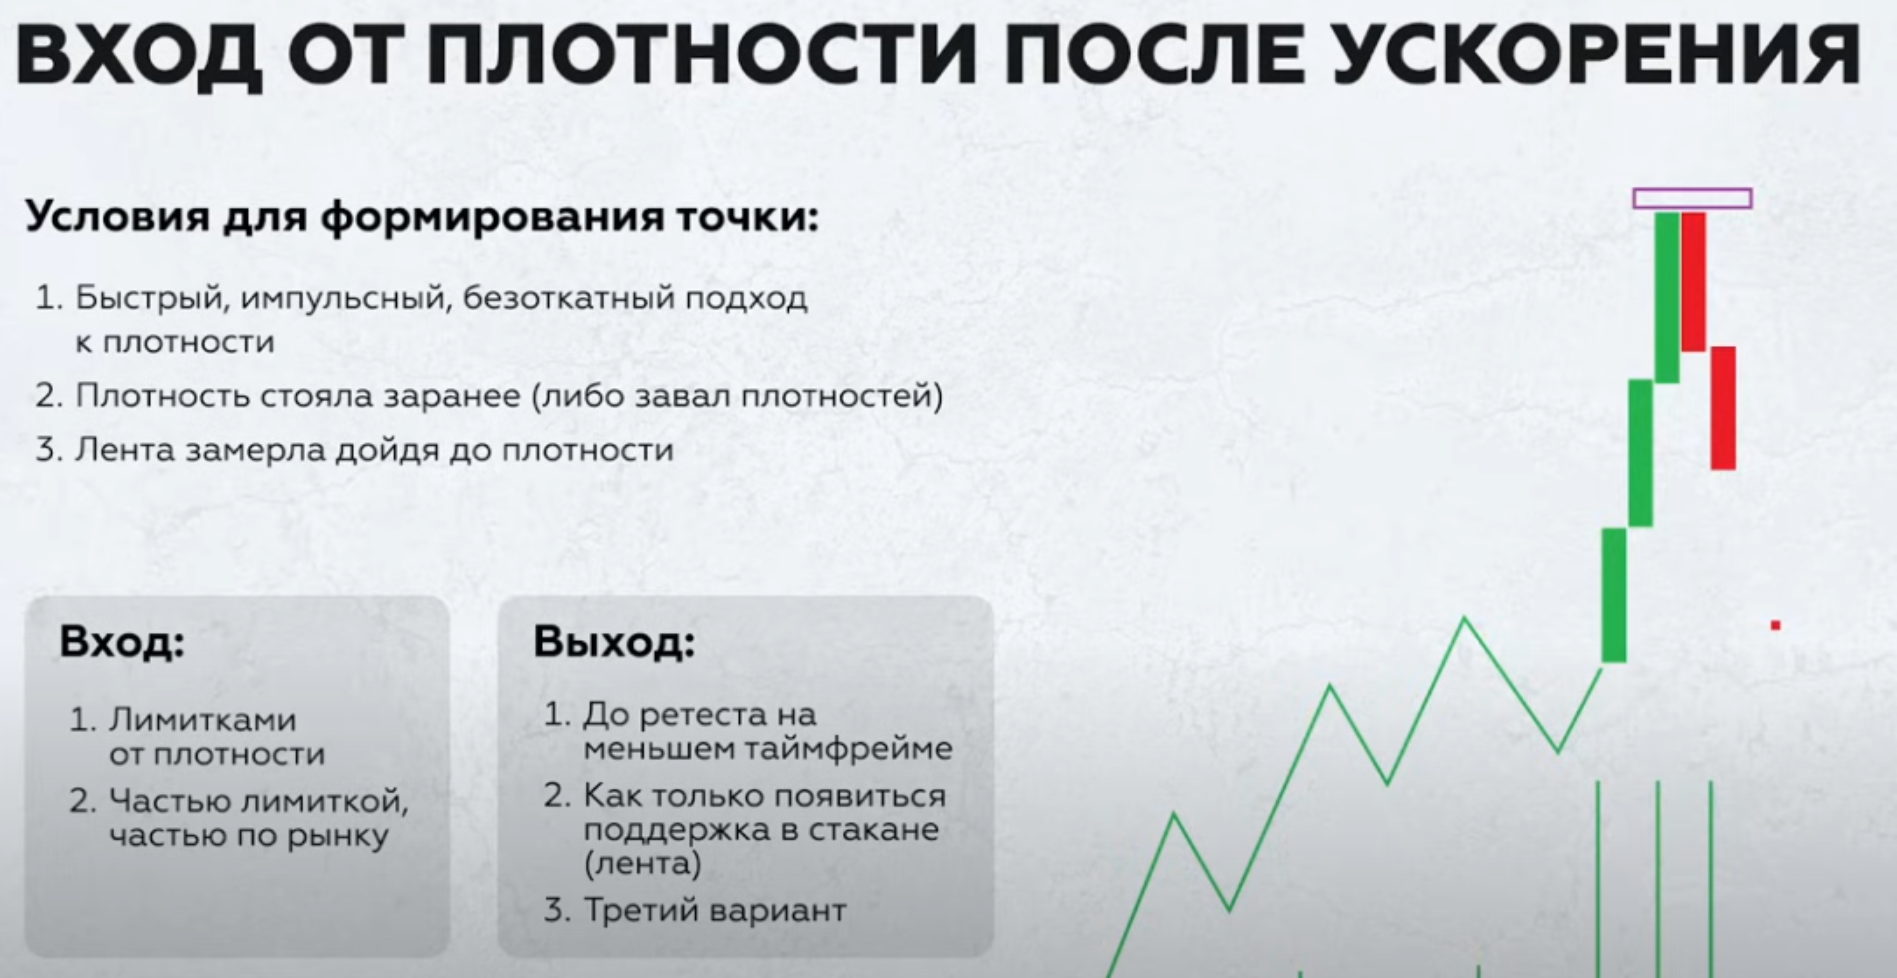 ВХОД ОТ ПЛОТНОСТИ ПОСЛЕ УСКОРЕНИЯ
Условия для формирования точки:
1. Быстрый, импульсный, безоткатный подход
к плотности
2. Плотность стояла заранее (либо завал плотностей)
3. Лента замерла дойдя до плотности
Вход:
1. Лимитками
от плотности
2. Частью лимиткой,
частью по рынку
Выход:
1. До ретеста на
меньшем таймфрейме
2. Как только появиться
поддержка в стакане
(лента)
3. Третий вариант